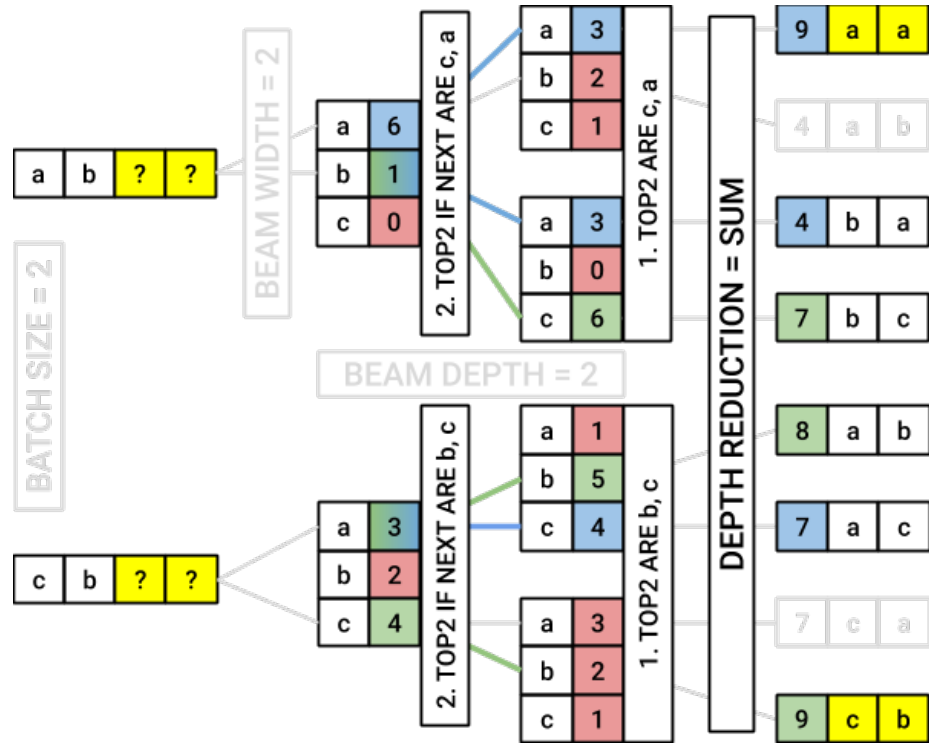 a b ? ?
BATCH SIZE = 2
c b ? ?
BEAM WIDTH = 2
a 6
b 1
c 0
2. TOP2 IF NEXT ARE c, a
a 3
b 2
c 1
a 3
b 0
c 6
1. TOP2 ARE c, a
BEAM DEPTH = 2
a 3
b 2
c 4
2. TOP2 IF NEXT ARE b, c
a 1
b 5
c 4
a 3
b 2
c 1
1. TOP2 ARE b, c
DEPTH REDUCTION = SUM
9 a a
4 a b
4 b a
7 b c
8 a b
7 a c
7 c a
9 c b